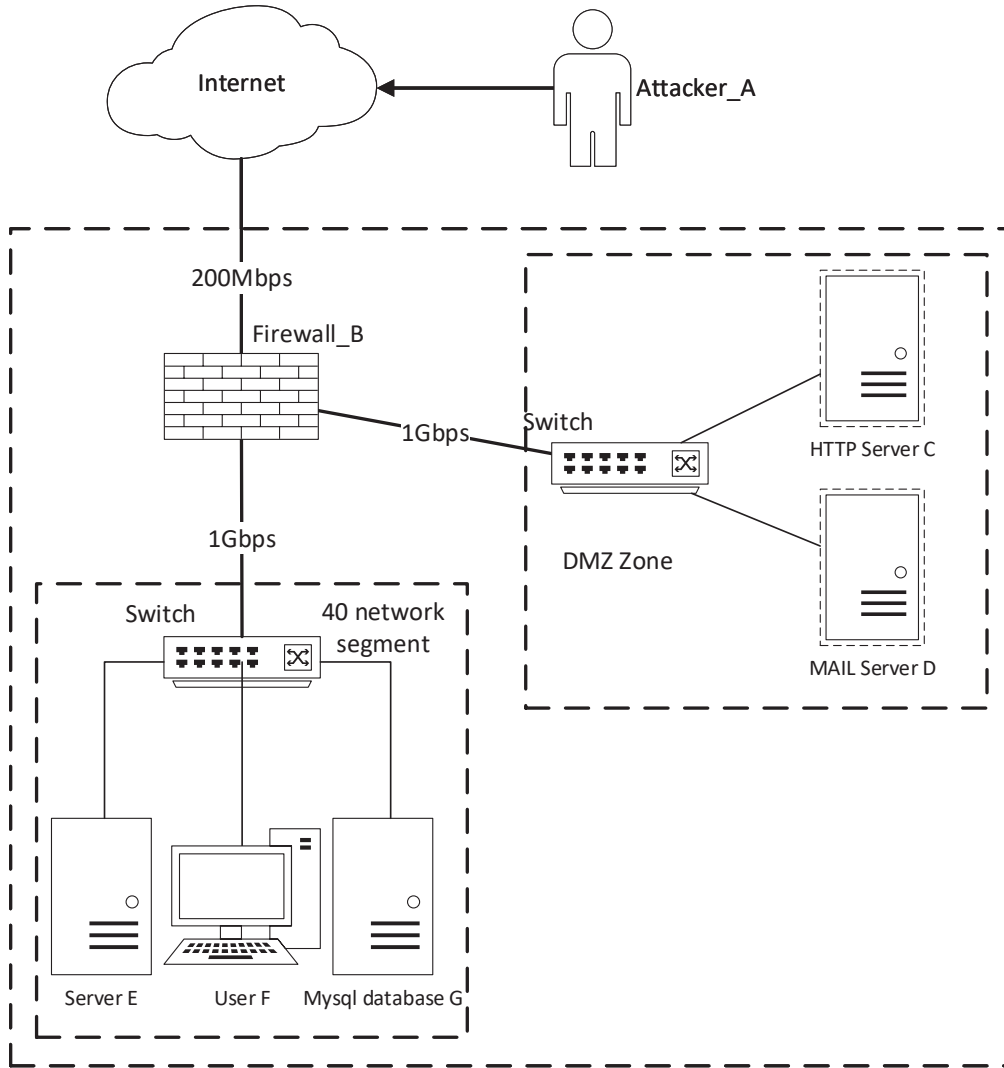 Internet
Attacker_A
200Mbps
Firewall_B
1Gbps
Switch
HTTP Server C
1Gbps
DMZ Zone
MAIL Server D
Switch
40 network
segment
Server E
User F
Mysql database G